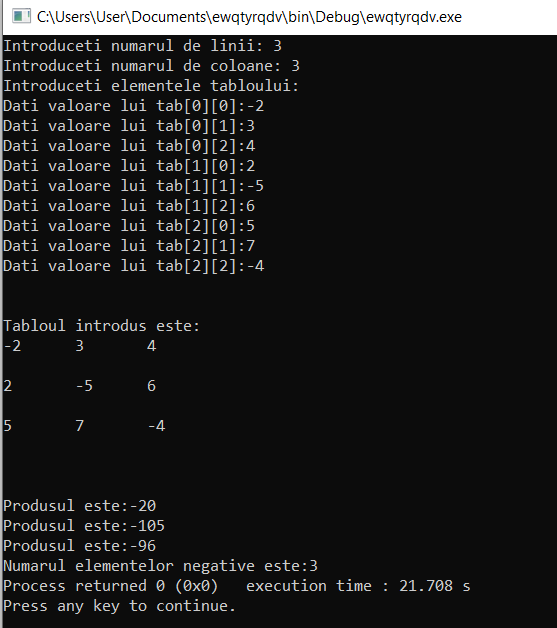 C:\Users\User\Documents\ewqtyrqdv\bin\Debug\ewqtyrqdv.exe
Introduceti numarul de linii: 3
Introduceti numarul de coloane: 3
Introduceti elementele tabloului:
Dati valoare lui tab[0][0]:-2
Dati valoare lui tab[0][1]:3
Dati valoare lui tab[0][2]:4
Dati valoare lui tab[1][0]:2
Dati valoare lui tab[1][1]:-5
Dati valoare lui tab[1][2]:6
Dati valoare lui tab[2][0]:5
Dati valoare lui tab[2][1]:7
Dati valoare lui tab[2][2]:-4
Tabloul introdus este:
-2 3 4
2 -5 6
5 7 -4
Produsul este:-20
Produsul este:-105
Produsul este:-96
Numarul elementelor negative este:3
Process returned 0 (0x0) execution time : 21.708 s
Press any key to continue.